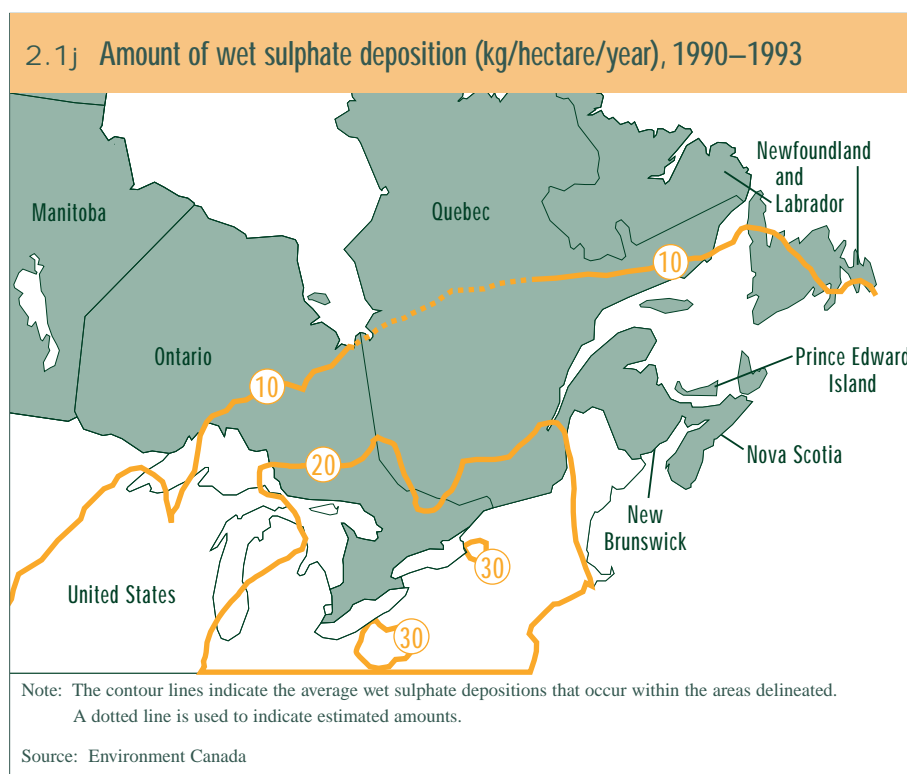 2.1j Amount of wet sulphate deposition (kg/hectare/year), 1990–1993
Newfoundland
and
Labrador
Manitoba
Quebec
10
Ontario
Prince Edward
Island
10
20
Nova Scotia
New
Brunswick
30
United States
30
Note: The contour lines indicate the average wet sulphate depositions that occur within the areas delineated.
A dotted line is used to indicate estimated amounts.
Source: Environment Canada